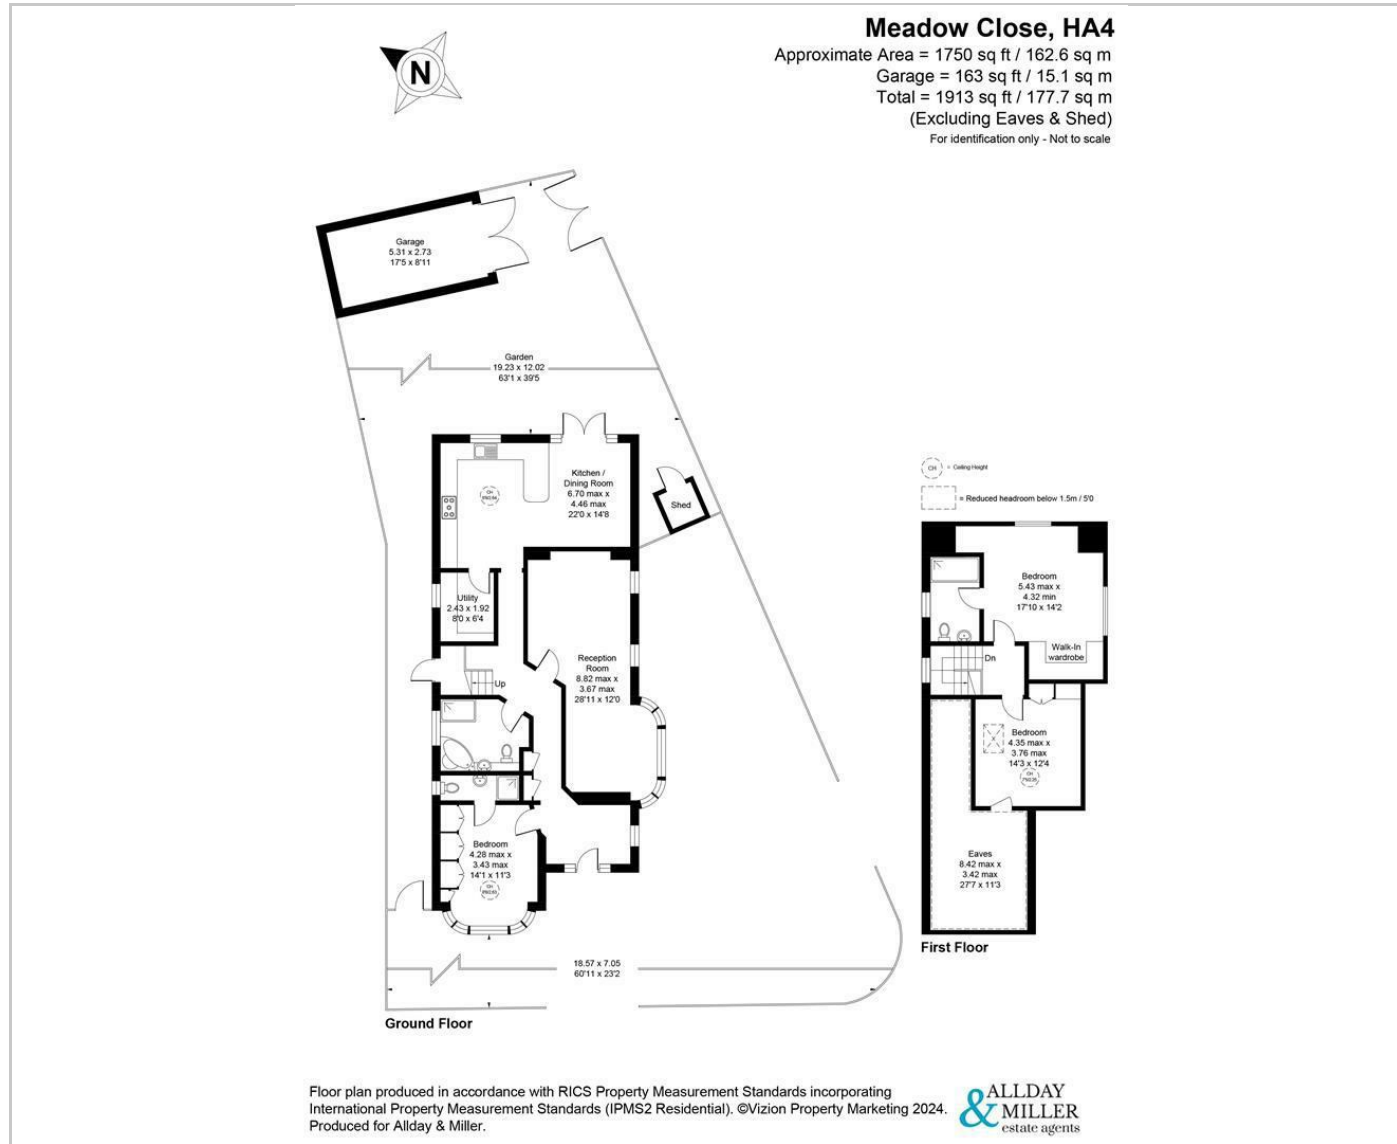 Meadow Close, HA4
Approximate Area = 1750 sq ft / 162.6 sq m
Garage = 163 sq ft / 15.1 sq m
Total = 1913 sq ft / 177.7 sq m
(Excluding Eaves & Shed)
For identification only - Not to scale
N
Garage
5.31 x 2.73
17'5 x 8'11
Garden
19.23 x 12.02
63'1 x 39'5
Kitchen /
Dining Room
6.70 max x
4.46 max
22'0 x 14'8
CH
Shed
Utility
2.43 x 1.92
8'0 x 6'4
Up
Reception
Room
8.82 max x
3.67 max
28'11 x 12'0
Bedroom
4.28 max x
3.43 max
14'1 x 11'3
CH
18.57 x 7.05
60'11 x 23'2
Ground Floor
CH = Ceiling Height
= Reduced headroom below 1.5m / 5'0
Bedroom
5.43 max x
4.32 min
17'10 x 14'2
Walk-In
wardrobe
Dn
Bedroom
4.35 max x
3.76 max
14'3 x 12'4
CH
Eaves
8.42 max x
3.42 max
27'7 x 11'3
First Floor
Floor plan produced in accordance with RICS Property Measurement Standards incorporating
International Property Measurement Standards (IPMS2 Residential). ©Vizion Property Marketing 2024.
Produced for Allday & Miller.
ALLDAY
& MILLER
estate agents